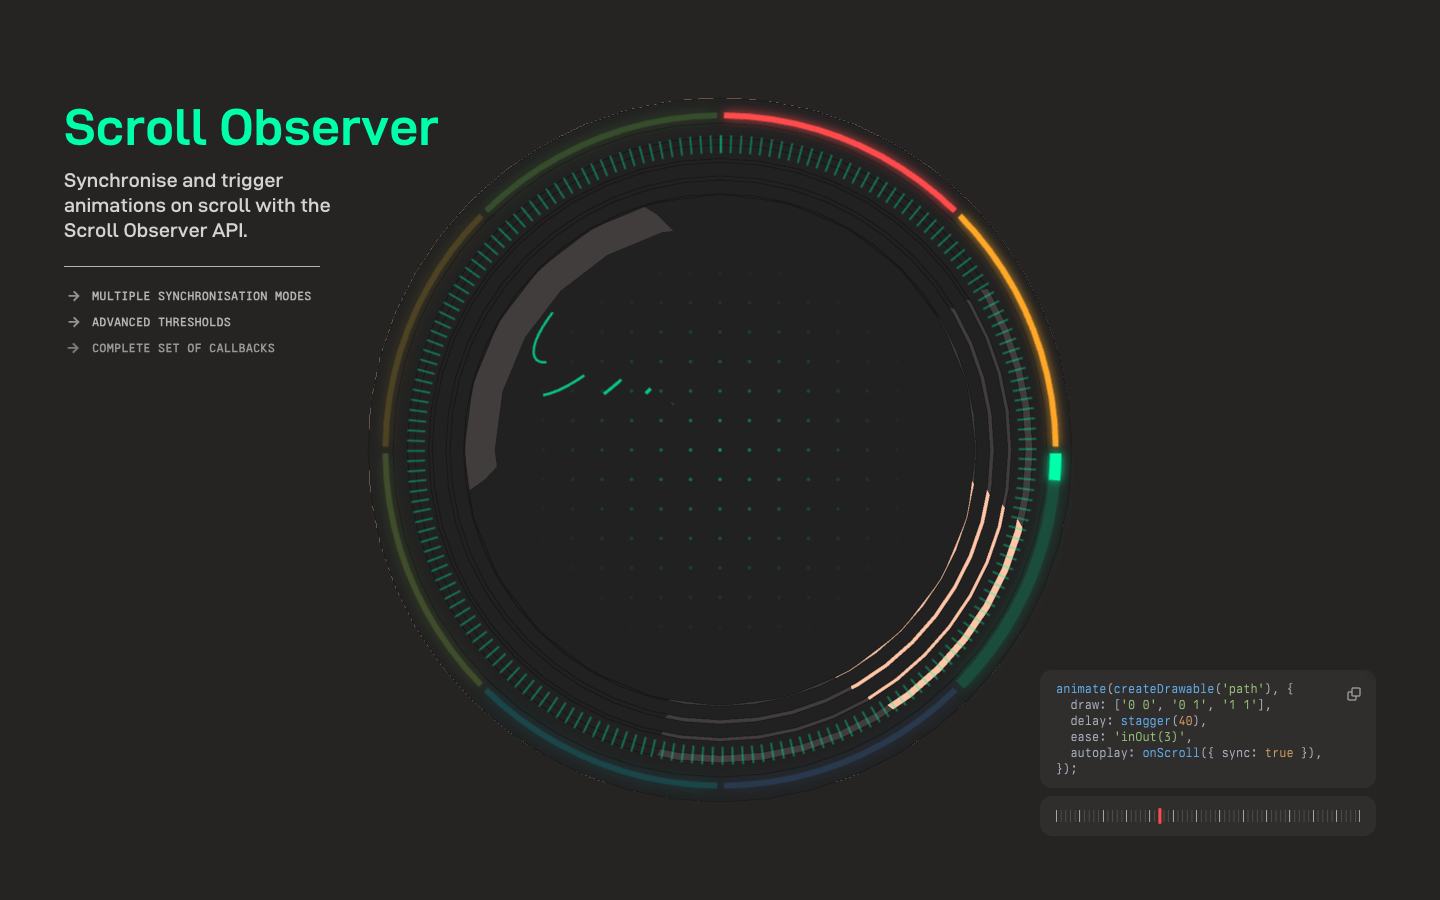 Scroll Observer
Synchronise and trigger
animations on scroll with the
Scroll Observer API.
MULTIPLE SYNCHRONISATION MODES
ADVANCED THRESHOLDS
COMPLETE SET OF CALLBACKS
animate(createDrawable('path'), {
  draw: ['0 0', '0 1', '1 1'],
  delay: stagger(40),
  ease: 'inOut(3)',
  autoplay: onScroll({ sync: true }),
});